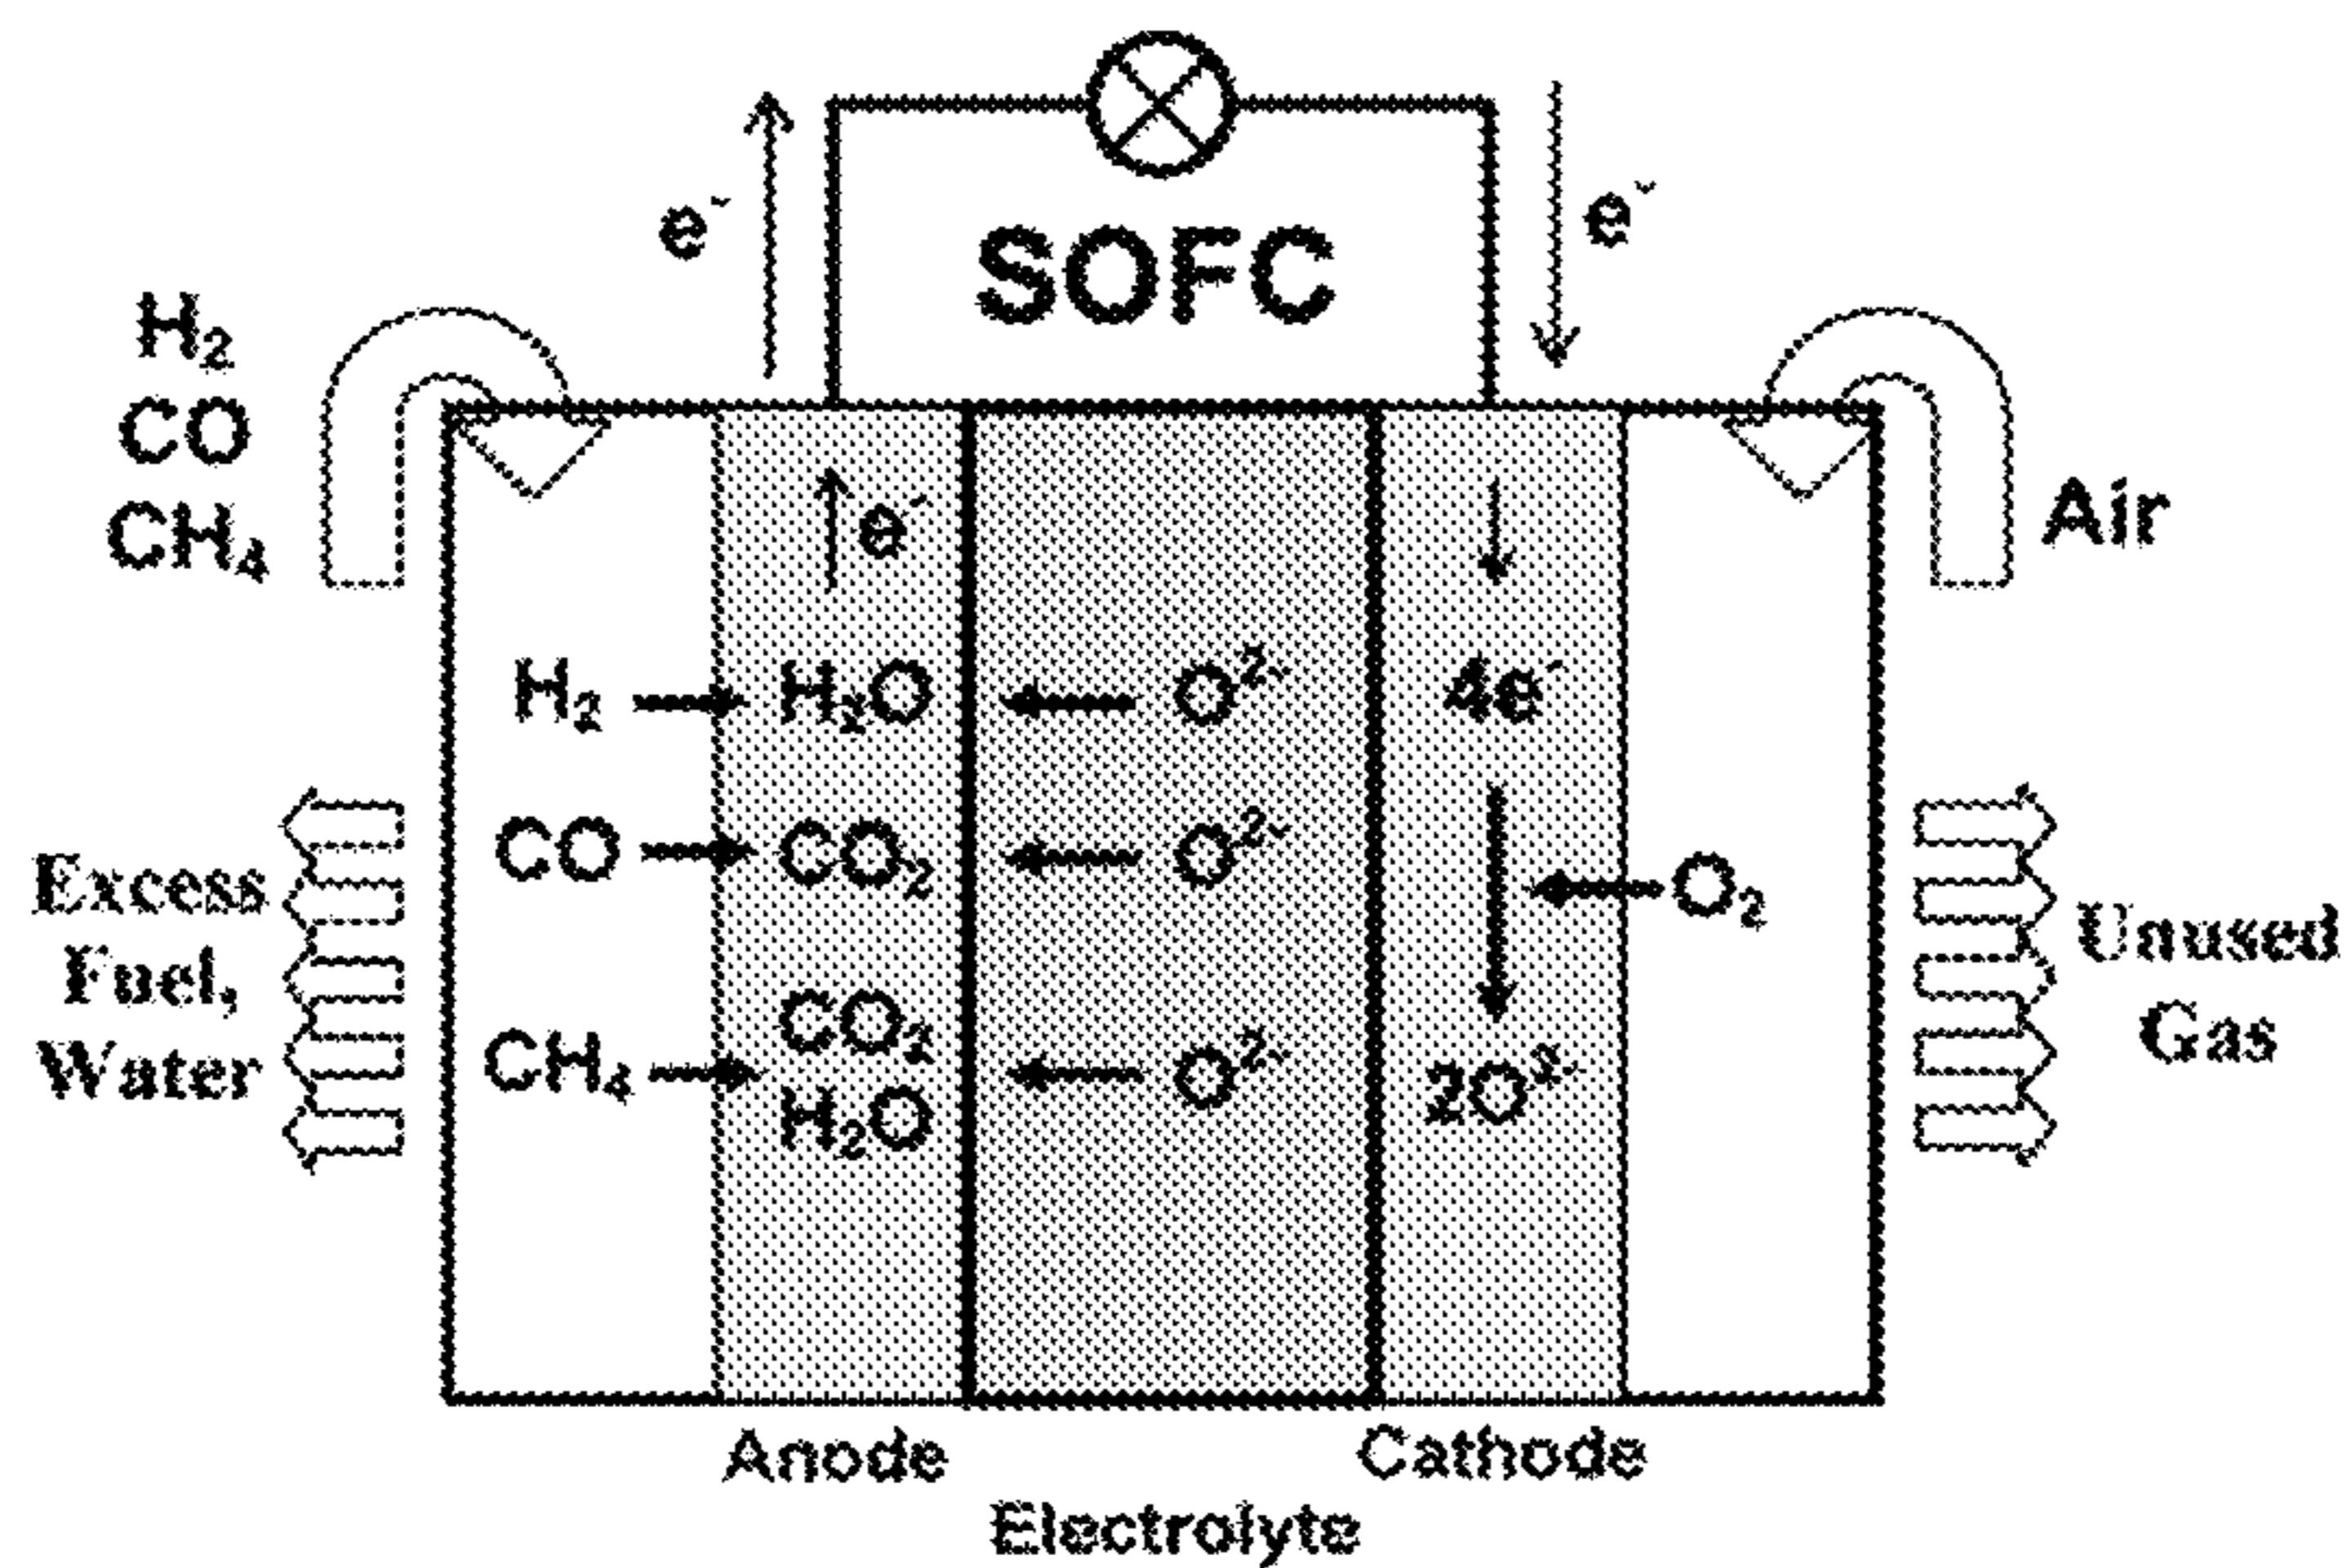 e⁻
e⁻
SOFC
H₂
CO
CH₄
Air
e⁻
H₂
H₂O
O²⁻
4e⁻
CO
CO₂
O²⁻
O₂
Excess
Fuel,
Water
Unused
Gas
CH₄
CO₂
H₂O
O²⁻
2O²⁻
Anode
Cathode
Electrolyte